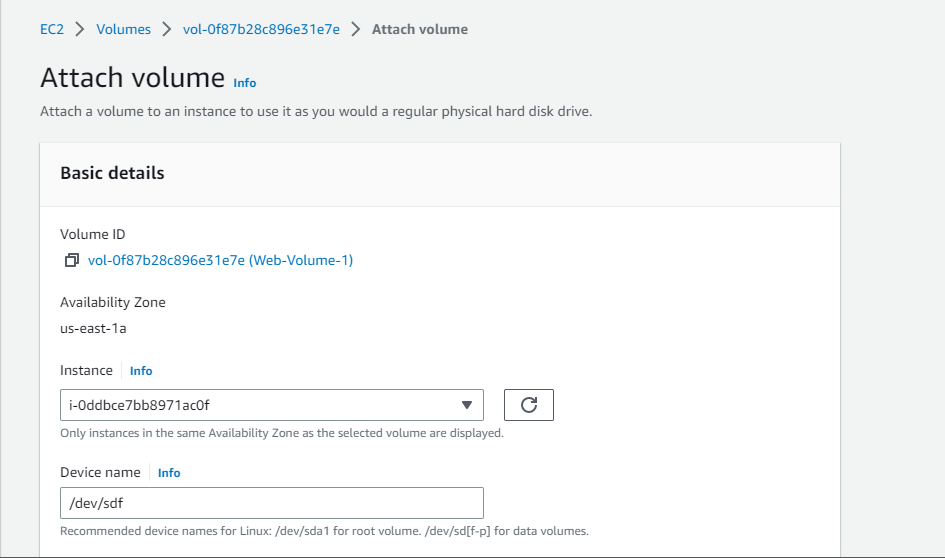 EC2 > Volumes > vol-0f87b28c896e31e7e > Attach volume
Attach volume Info
Attach a volume to an instance to use it as you would a regular physical hard disk drive.
Basic details
Volume ID
vol-0f87b28c896e31e7e (Web-Volume-1)
Availability Zone
us-east-1a
Instance Info
i-0ddbce7bb8971ac0f
Only instances in the same Availability Zone as the selected volume are displayed.
Device name Info
/dev/sdf
Recommended device names for Linux: /dev/sda1 for root volume. /dev/sd[f-p] for data volumes.